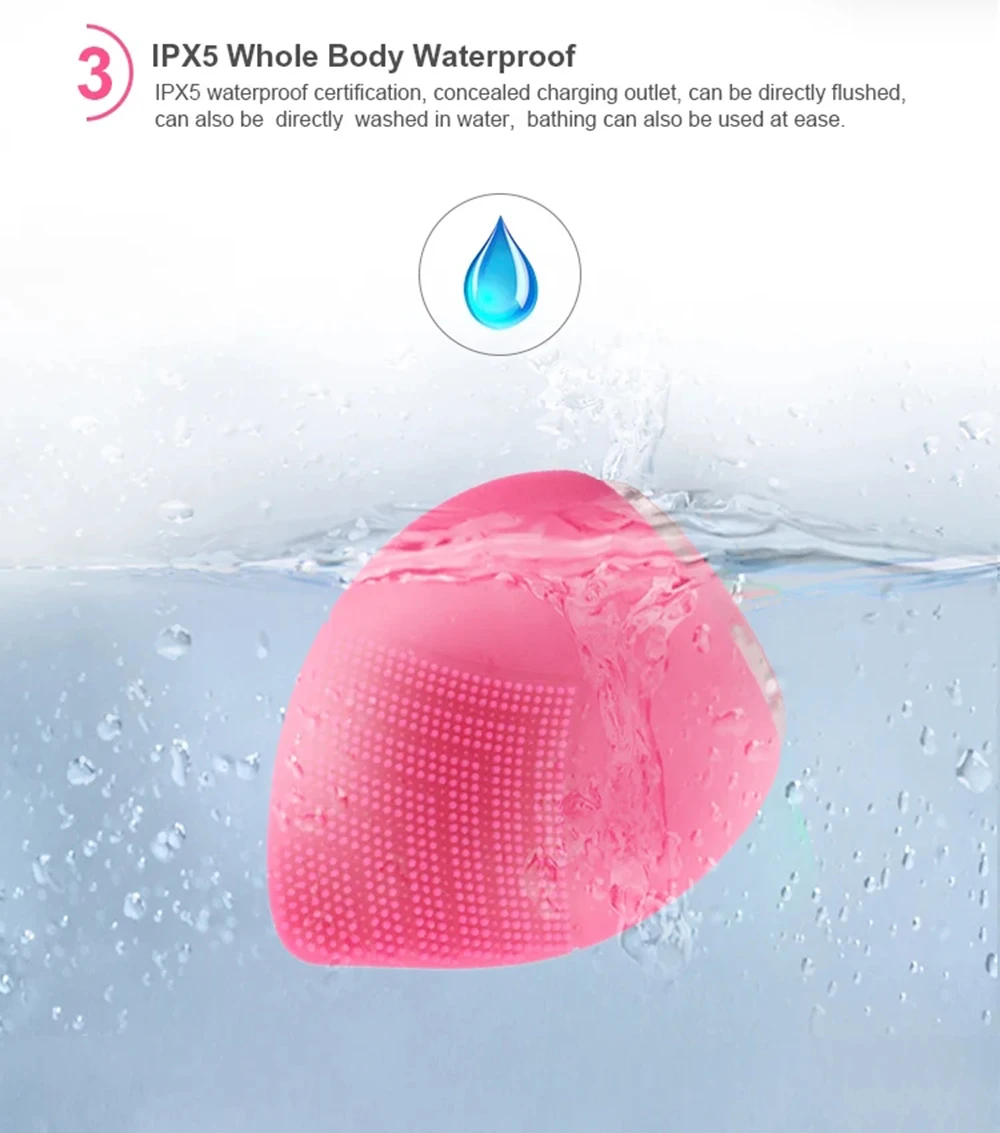 3
IPX5 Whole Body Waterproof
IPX5 waterproof certification, concealed charging outlet, can be directly flushed,
can also be directly washed in water, bathing can also be used at ease.